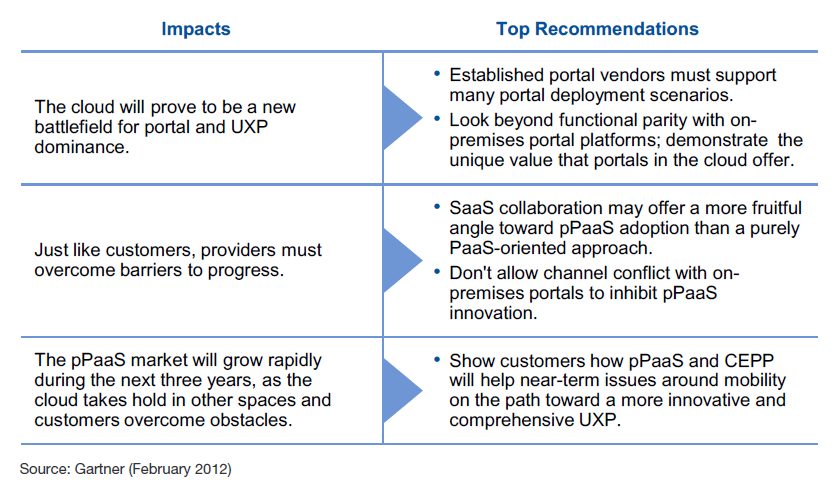 Impacts
Top Recommendations
The cloud will prove to be a new
battlefield for portal and UXP
dominance.
• Established portal vendors must support
many portal deployment scenarios.
• Look beyond functional parity with on-
premises portal platforms; demonstrate the
unique value that portals in the cloud offer.
Just like customers, providers must
overcome barriers to progress.
• SaaS collaboration may offer a more fruitful
angle toward pPaaS adoption than a purely
PaaS-oriented approach.
• Don't allow channel conflict with on-
premises portals to inhibit pPaaS
innovation.
The pPaaS market will grow rapidly
during the next three years, as the
cloud takes hold in other spaces and
customers overcome obstacles.
• Show customers how pPaaS and CEPP
will help near-term issues around mobility
on the path toward a more innovative and
comprehensive UXP.
Source: Gartner (February 2012)